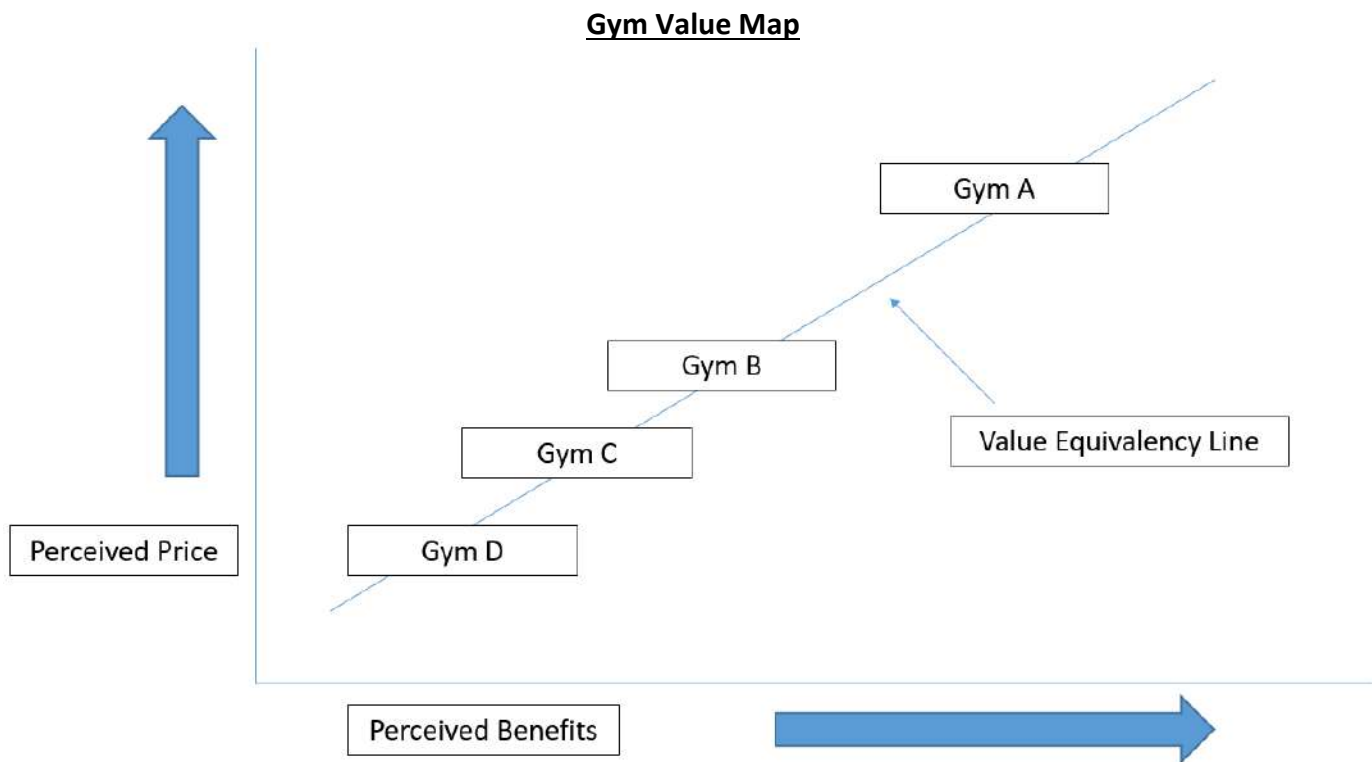 Gym Value Map
Gym A
Gym B
Value Equivalency Line
Gym C
Perceived Price
Gym D
Perceived Benefits